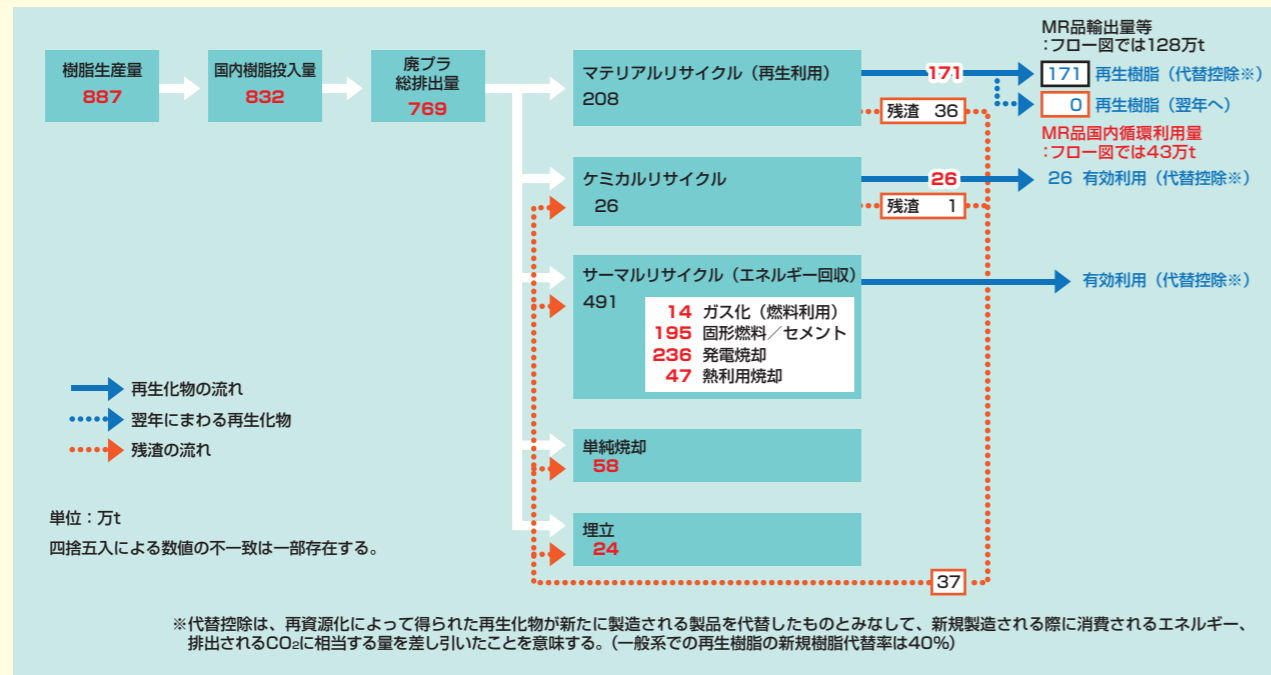 樹脂生産量
887
国内樹脂投入量
832
廃プラ
総排出量
769
マテリアルリサイクル（再生利用）
208
171
残渣 36
MR品輸出量等
：フロー図では128万t
171 再生樹脂（代替控除※）
0 再生樹脂（翌年へ）
MR品国内循環利用量
：フロー図では43万t
ケミカルリサイクル
26
26
残渣 1
26 有効利用（代替控除※）
サーマルリサイクル（エネルギー回収）
491
14 ガス化（燃料利用）
195 固形燃料／セメント
236 発電焼却
47 熱利用焼却
有効利用（代替控除※）
単純焼却
58
埋立
24
37
再生化物の流れ
翌年にまわる再生化物
残渣の流れ
単位：万t
四捨五入による数値の不一致は一部存在する。
※代替控除は、再資源化によって得られた再生化物が新たに製造される製品を代替したものとみなして、新規製造される際に消費されるエネルギー、
排出されるCO₂に相当する量を差し引いたことを意味する。（一般系での再生樹脂の新規樹脂代替率は40%）